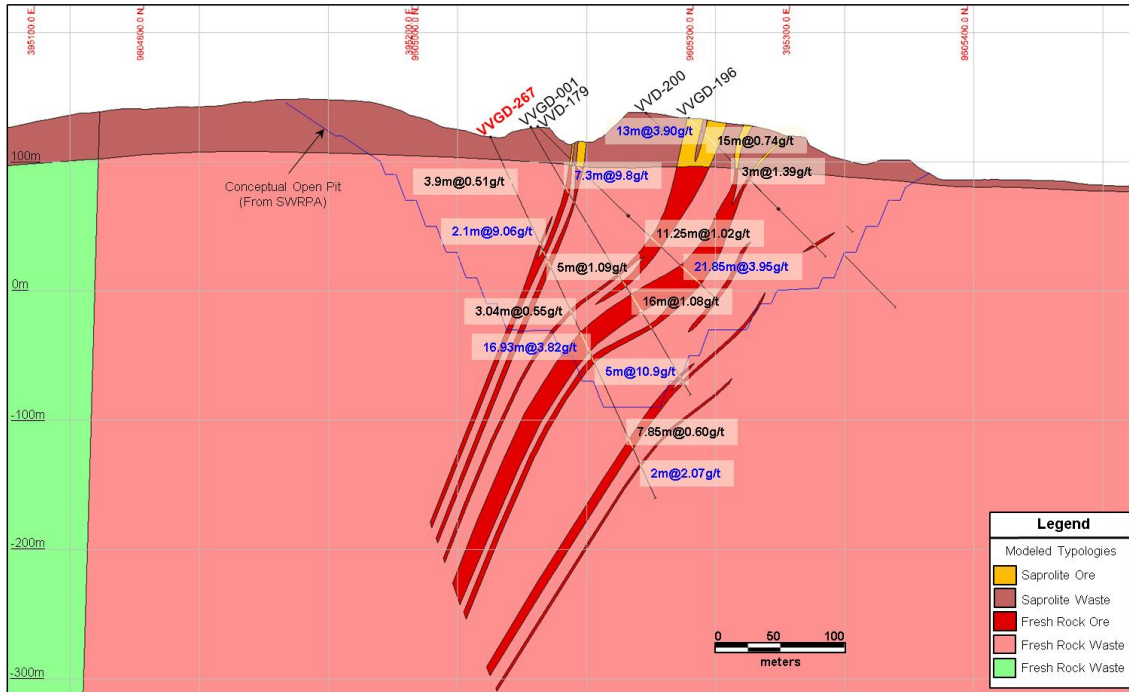 395100.0 E
9604800.0 N
395200.0 E
9605000.0 N
9605200.0 N
395300.0 E
9605400.0 N
VVGD-267
VVGD-001
VVD-179
VVD-200
VVGD-196
13m@3.90g/t
15m@0.74g/t
100m
3.9m@0.51g/t
7.3m@9.8g/t
3m@1.39g/t
Conceptual Open Pit
(From SWRPA)
2.1m@9.06g/t
11.25m@1.02g/t
5m@1.09g/t
21.85m@3.95g/t
0m
3.04m@0.55g/t
16m@1.08g/t
16.93m@3.82g/t
5m@10.9g/t
-100m
7.85m@0.60g/t
2m@2.07g/t
-200m
-300m
0 50 100
meters
Legend
Modeled Typologies
Saprolite Ore
Saprolite Waste
Fresh Rock Ore
Fresh Rock Waste
Fresh Rock Waste